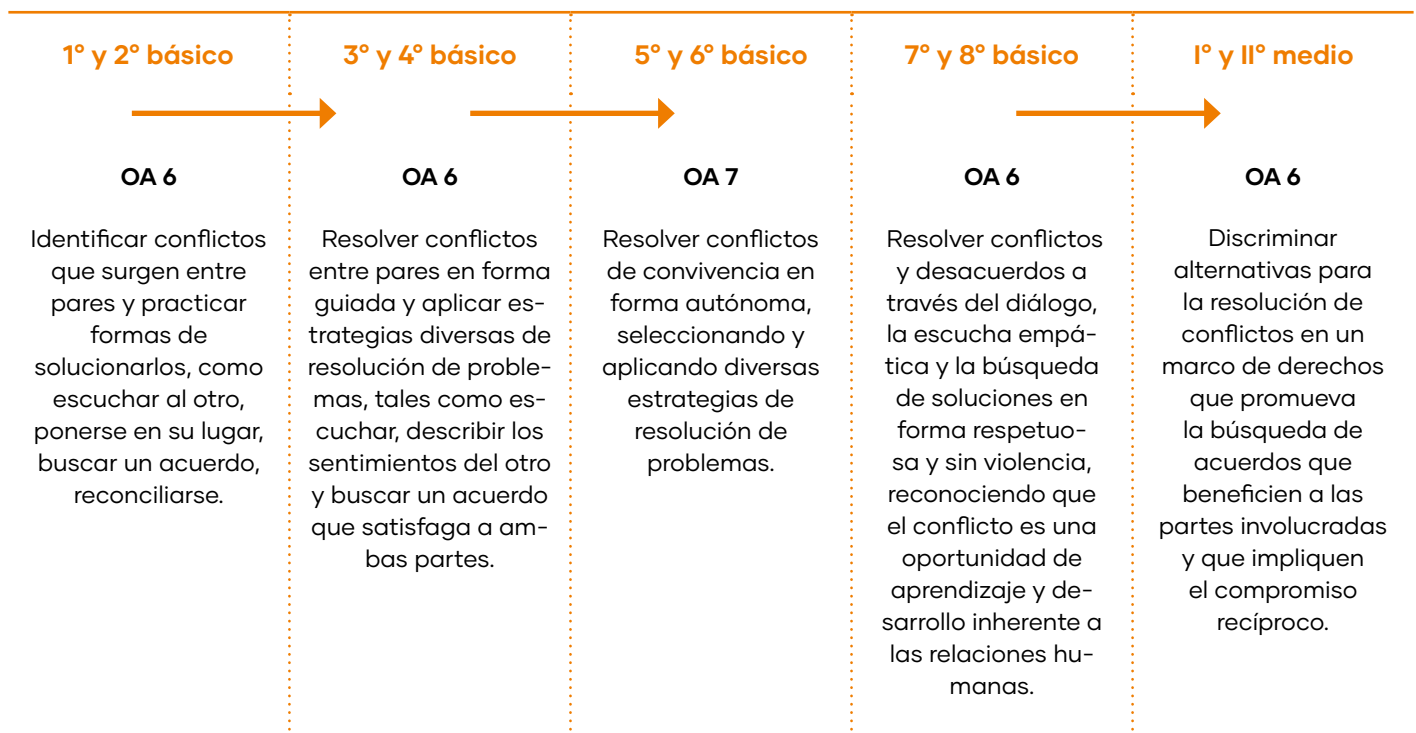 1° y 2° básico
OA 6
Identificar conflictos
que surgen entre
pares y practicar
formas de
solucionarlos, como
escuchar al otro,
ponerse en su lugar,
buscar un acuerdo,
reconciliarse.
3° y 4° básico
OA 6
Resolver conflictos
entre pares en forma
guiada y aplicar es-
trategias diversas de
resolución de proble-
mas, tales como es-
cuchar, describir los
sentimientos del otro
y buscar un acuerdo
que satisfaga a am-
bas partes.
5° y 6° básico
OA 7
Resolver conflictos
de convivencia en
forma autónoma,
seleccionando y
aplicando diversas
estrategias de
resolución de
problemas.
7° y 8° básico
OA 6
Resolver conflictos
y desacuerdos a
través del diálogo,
la escucha empá-
tica y la búsqueda
de soluciones en
forma respetuo-
sa y sin violencia,
reconociendo que
el conflicto es una
oportunidad de
aprendizaje y de-
sarrollo inherente a
las relaciones hu-
manas.
I° y II° medio
OA 6
Discriminar
alternativas para
la resolución de
conflictos en un
marco de derechos
que promueva
la búsqueda de
acuerdos que
beneficien a las
partes involucradas
y que impliquen
el compromiso
recíproco.